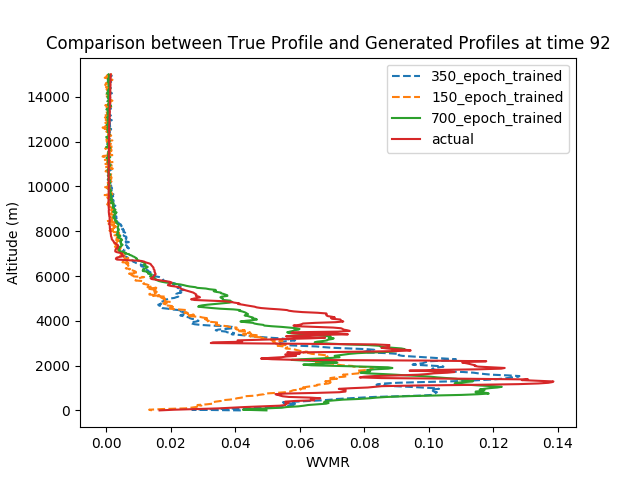 Comparison between True Profile and Generated Profiles at time 92
350_epoch_trained
150_epoch_trained
700_epoch_trained
actual
14000
12000
10000
8000
6000
4000
2000
0
Altitude (m)
0.00 0.02 0.04 0.06 0.08 0.10 0.12 0.14
WVMR